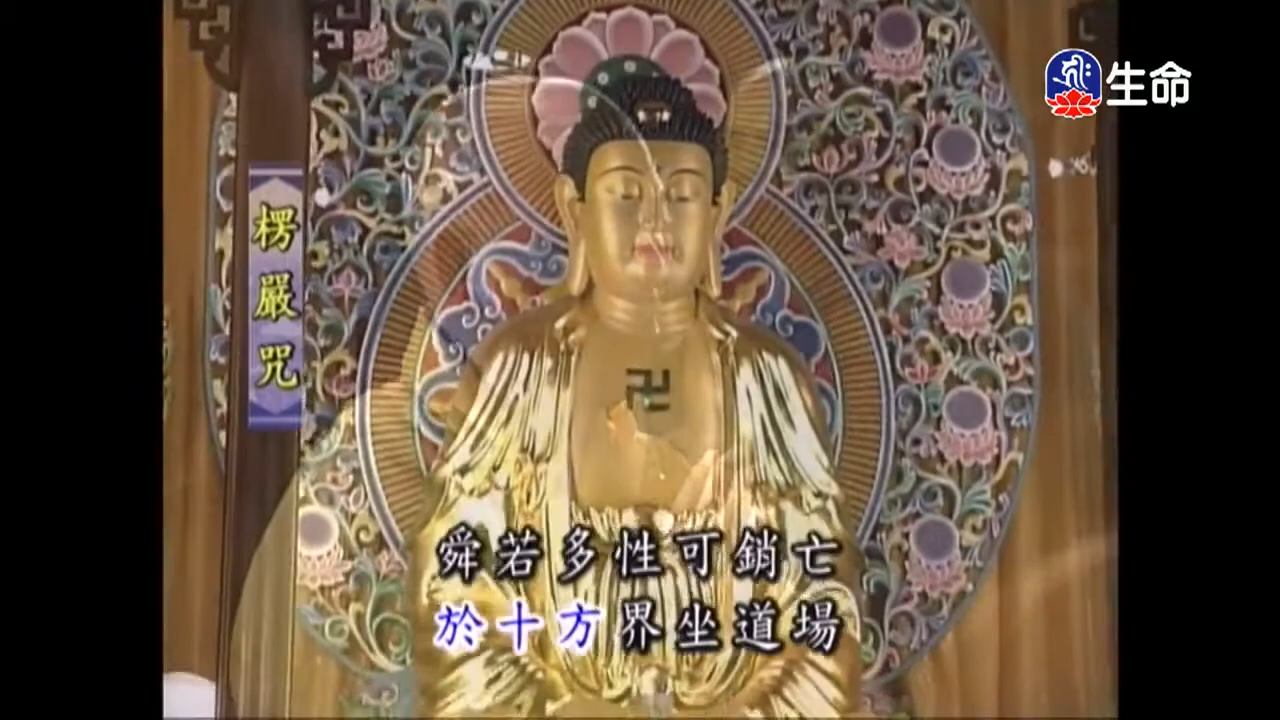 生命
楞嚴咒
卍
舜若多性可銷亡
於十方界坐道場